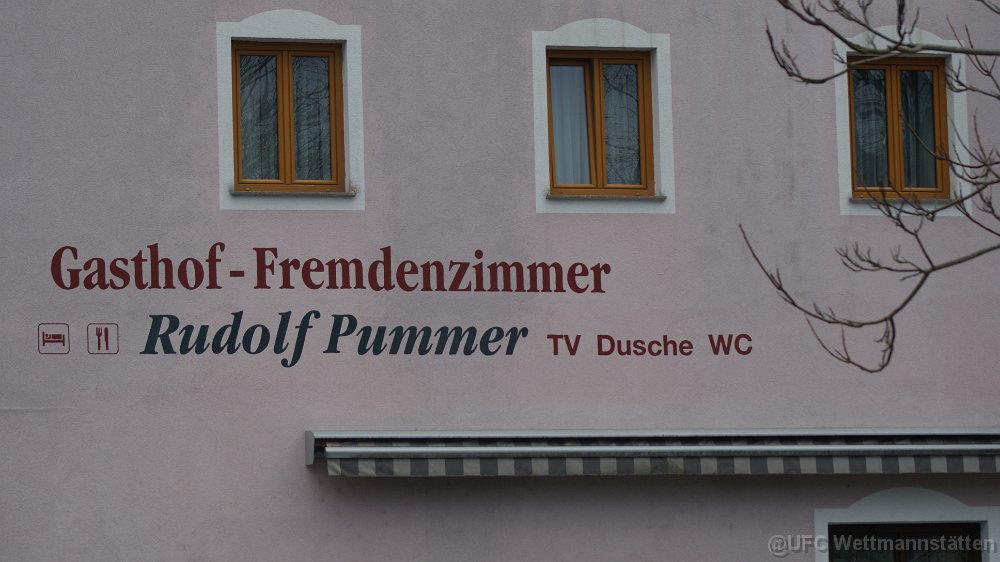 Gasthof - Fremdenzimmer
Rudolf Pummer TV Dusche WC
@UFC Wettmannstätten